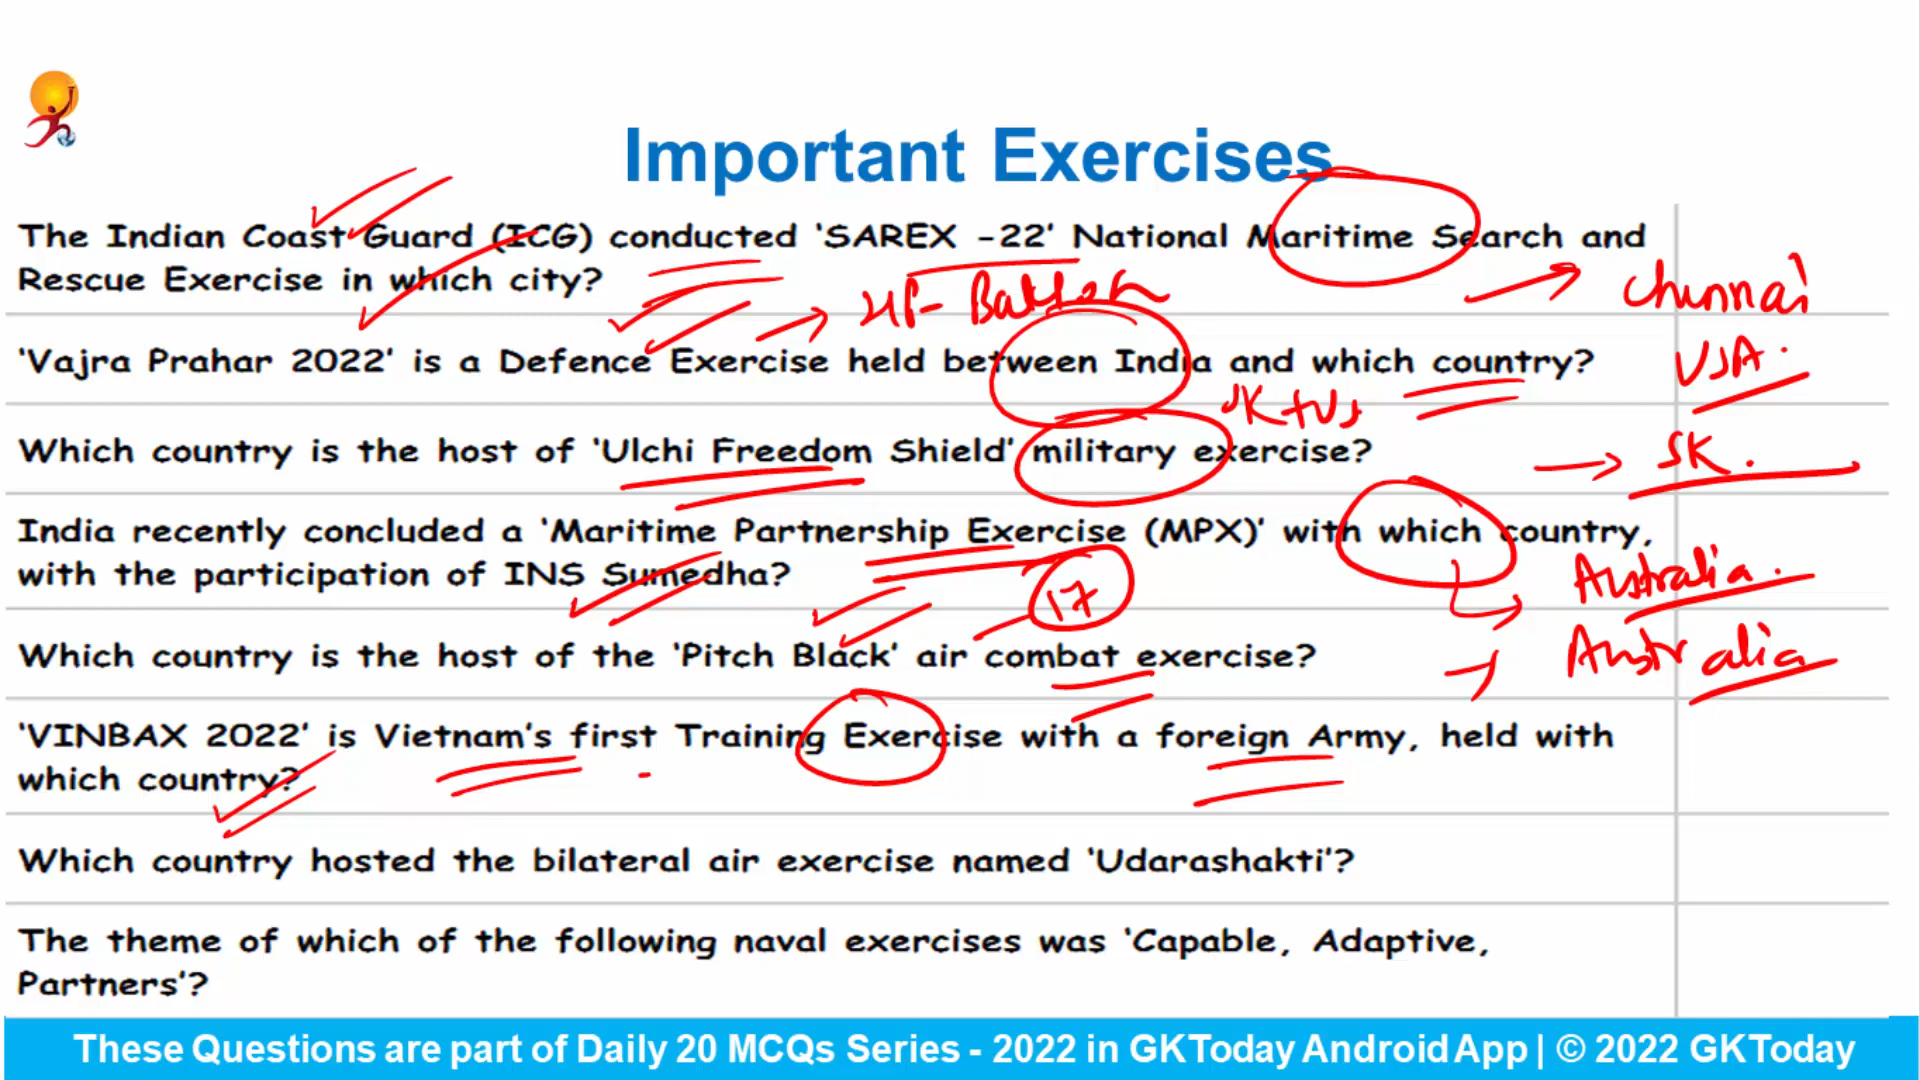 Important Exercises
The Indian Coast Guard (ICG) conducted ‘SAREX -22’ National Maritime Search and
Rescue Exercise in which city?
Chennai
HP-
‘Vajra Prahar 2022’ is a Defence Exercise held between India and which country?
USA.
SK + US
Which country is the host of ‘Ulchi Freedom Shield’ military exercise?
SK.
India recently concluded a ‘Maritime Partnership Exercise (MPX)’ with which country,
with the participation of INS Sumedha?
Australia.
17
Which country is the host of the ‘Pitch Black’ air combat exercise?
Australia
‘VINBAX 2022’ is Vietnam’s first Training Exercise with a foreign Army, held with
which country?
Which country hosted the bilateral air exercise named ‘Udarashakti’?
The theme of which of the following naval exercises was ‘Capable, Adaptive,
Partners’?
These Questions are part of Daily 20 MCQs Series - 2022 in GKToday Android App | © 2022 GKToday